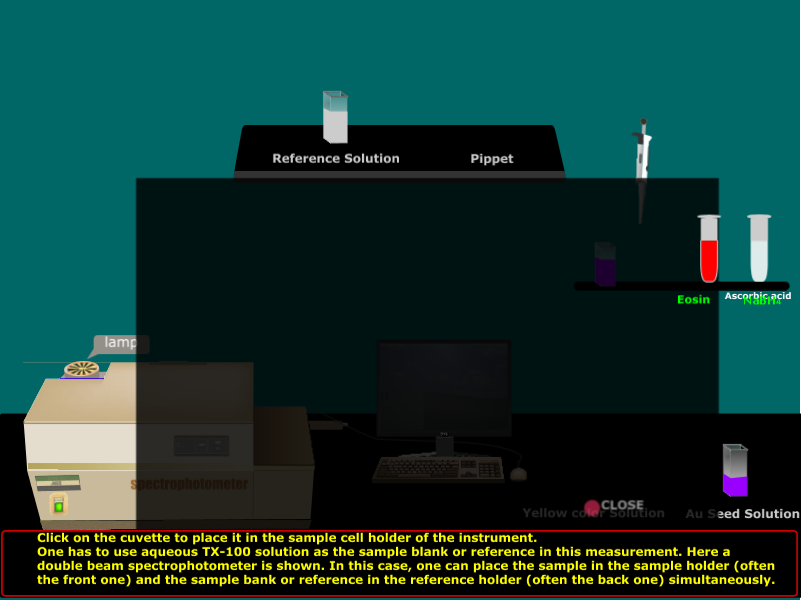 Reference Solution
Pippet
Eosin
Ascorbic acid
NaBH4
lamp
spectrophotometer
CLOSE
Yellow color Solution
Au Seed Solution
Click on the cuvette to place it in the sample cell holder of the instrument.
One has to use aqueous TX-100 solution as the sample blank or reference in this measurement. Here a
double beam spectrophotometer is shown. In this case, one can place the sample in the sample holder (often
the front one) and the sample bank or reference in the reference holder (often the back one) simultaneously.